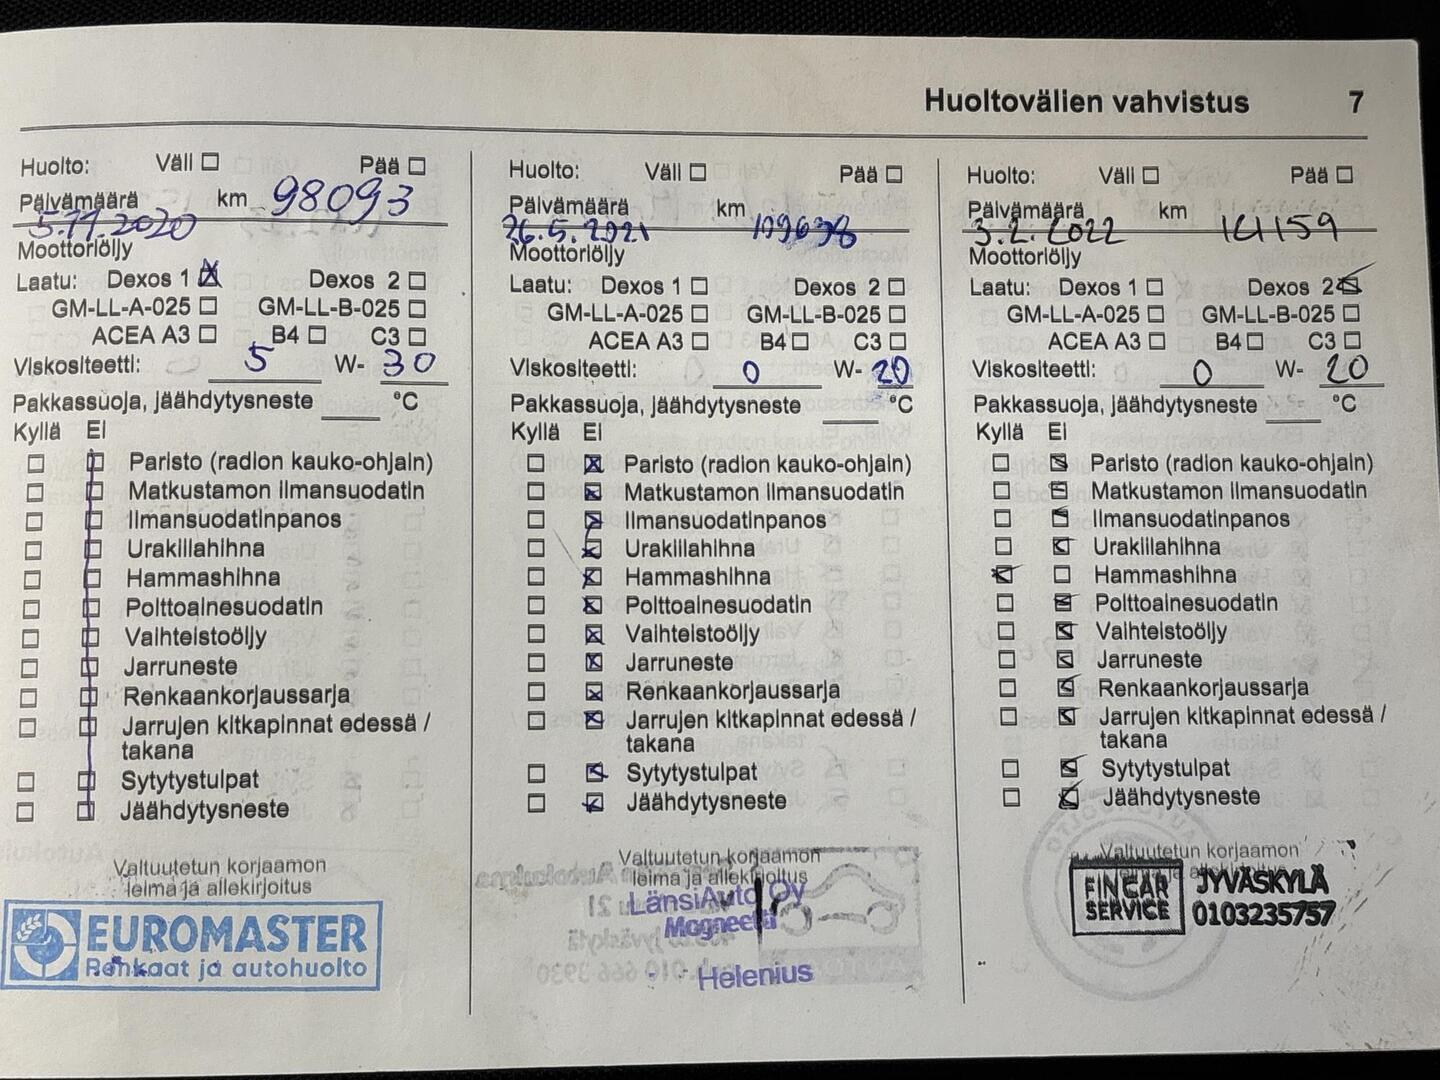 Huoltovälien vahvistus 7
Huolto: Väli Pää
Päivämäärä km 98093
5.11.2020
Moottoriöljy
Laatu: Dexos 1 Dexos 2
GM-LL-A-025 GM-LL-B-025
ACEA A3 B4 C3
Viskositeetti: 5 W- 30
Pakkassuoja, jäähdytysneste °C
Kyllä Ei
Paristo (radion kauko-ohjain)
Matkustamon ilmansuodatin
Ilmansuodatinpanos
Urakiilahihna
Hammashihna
Polttoainesuodatin
Vaihteistoöljy
Jarruneste
Renkaankorjaussarja
Jarrujen kitkapinnat edessä /
takana
Sytytystulpat
Jäähdytysneste
Valtuutetun korjaamon
leima ja allekirjoitus
EUROMASTER
Renkaat ja autohuolto
Huolto: Väli Pää
Päivämäärä km
26.5.2021 109638
Moottoriöljy
Laatu: Dexos 1 Dexos 2
GM-LL-A-025 GM-LL-B-025
ACEA A3 B4 C3
Viskositeetti: 0 W- 20
Pakkassuoja, jäähdytysneste °C
Kyllä Ei
Paristo (radion kauko-ohjain)
Matkustamon ilmansuodatin
Ilmansuodatinpanos
Urakiilahihna
Hammashihna
Polttoainesuodatin
Vaihteistoöljy
Jarruneste
Renkaankorjaussarja
Jarrujen kitkapinnat edessä /
takana
Sytytystulpat
Jäähdytysneste
Valtuutetun korjaamon
leima ja allekirjoitus
LänsiAuto Oy
Mogneetti
Helenius
Huolto: Väli Pää
Päivämäärä km
3.2.2022 141159
Moottoriöljy
Laatu: Dexos 1 Dexos 2
GM-LL-A-025 GM-LL-B-025
ACEA A3 B4 C3
Viskositeetti: 0 W- 20
Pakkassuoja, jäähdytysneste °C
Kyllä Ei
Paristo (radion kauko-ohjain)
Matkustamon ilmansuodatin
Ilmansuodatinpanos
Urakiilahihna
Hammashihna
Polttoainesuodatin
Vaihteistoöljy
Jarruneste
Renkaankorjaussarja
Jarrujen kitkapinnat edessä /
takana
Sytytystulpat
Jäähdytysneste
Valtuutetun korjaamon
leima ja allekirjoitus
FINCAR JYVÄSKYLÄ
SERVICE 0103235757